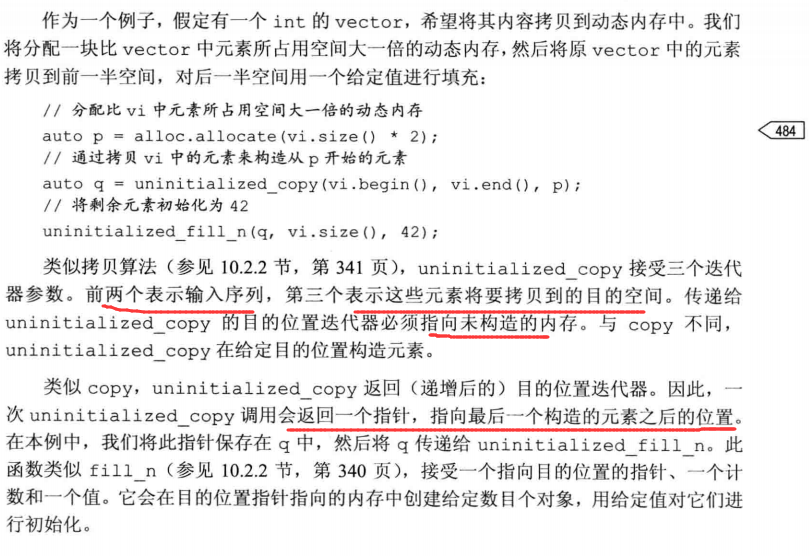 作为一个例子，假定有一个 int 的 vector，希望将其内容拷贝到动态内存中。我们
将分配一块比 vector 中元素所占用空间大一倍的动态内存，然后将原 vector 中的元素
拷贝到前一半空间，对后一半空间用一个给定值进行填充：
// 分配比 vi 中元素所占用空间大一倍的动态内存
auto p = alloc.allocate(vi.size() * 2);
484
// 通过拷贝 vi 中的元素来构造从 p 开始的元素
auto q = uninitialized_copy(vi.begin(), vi.end(), p);
// 将剩余元素初始化为 42
uninitialized_fill_n(q, vi.size(), 42);
类似拷贝算法（参见 10.2.2 节，第 341 页），uninitialized_copy 接受三个迭代
器参数。前两个表示输入序列，第三个表示这些元素将要拷贝到的目的空间。传递给
uninitialized_copy 的目的位置迭代器必须指向未构造的内存。与 copy 不同，
uninitialized_copy 在给定目的位置构造元素。
类似 copy，uninitialized_copy 返回（递增后的）目的位置迭代器。因此，一
次 uninitialized_copy 调用会返回一个指针，指向最后一个构造的元素之后的位置。
在本例中，我们将此指针保存在 q 中，然后将 q 传递给 uninitialized_fill_n。此
函数类似 fill_n（参见 10.2.2 节，第 340 页），接受一个指向目的位置的指针、一个计
数和一个值。它会在目的位置指针指向的内存中创建给定数目个对象，用给定值对它们进
行初始化。